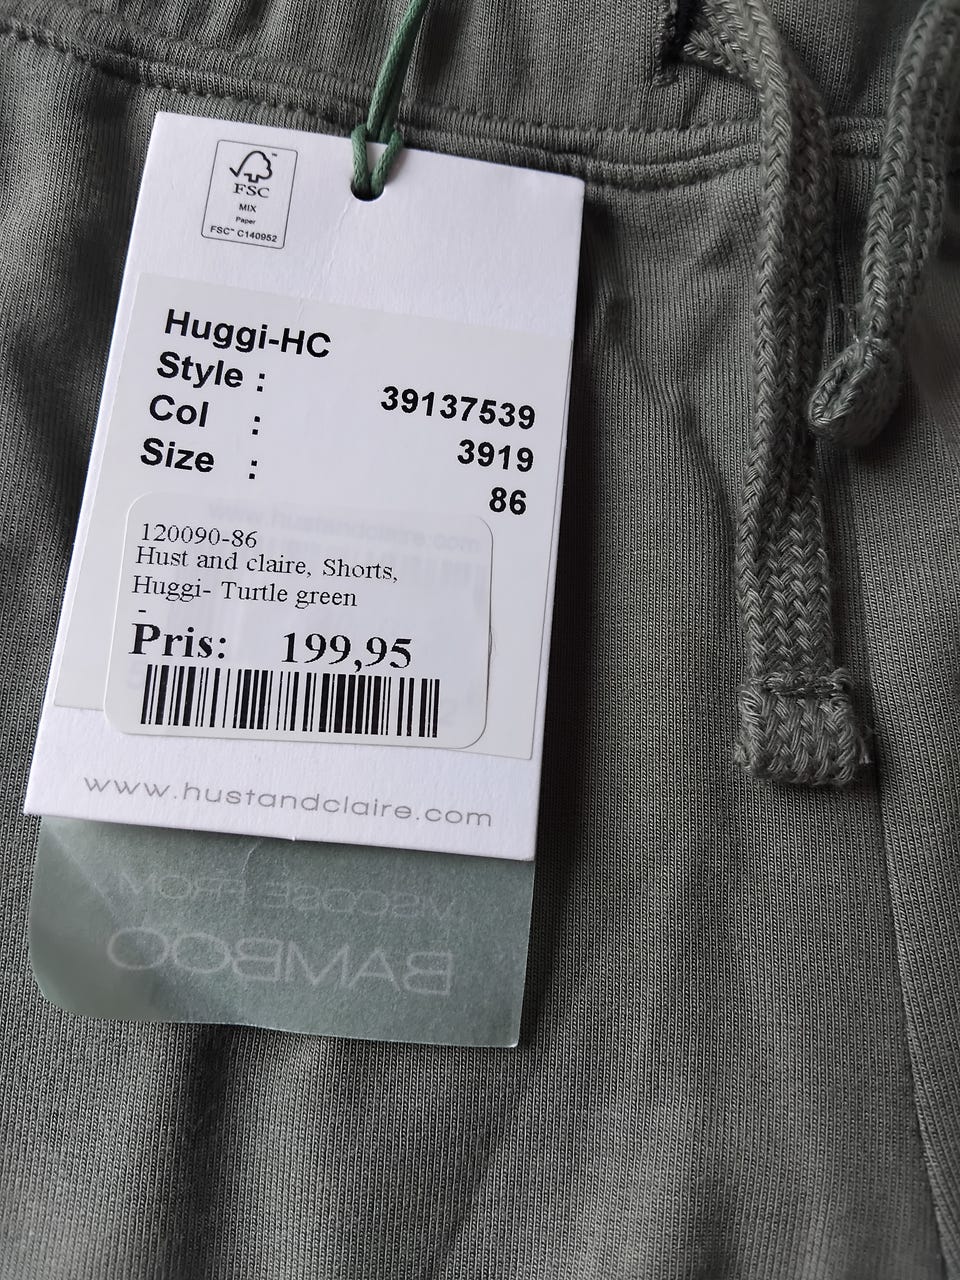 FSC™
MIX
Paper
FSC™ C140952
Huggi-HC
Style : 39137539
Col : 3919
Size : 86
120090-86
Hust and claire, Shorts,
Huggi- Turtle green
-
Pris: 199,95
www.hustandclaire.com
VISCOSE FROM
BAMBOO